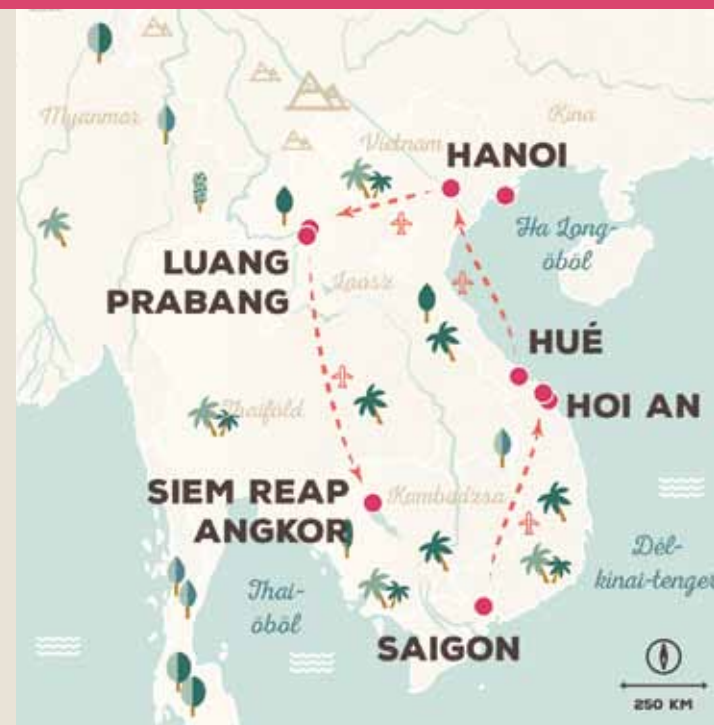 Myanmar
Vietnam
Kína
HANOI
Ha Long-
öböl
LUANG
PRABANG
Laosz
HUÉ
HOI AN
Thaiföld
SIEM REAP
ANGKOR
Kambodzsa
Dél-
kínai-tenger
Thai-
öböl
SAIGON
250 KM